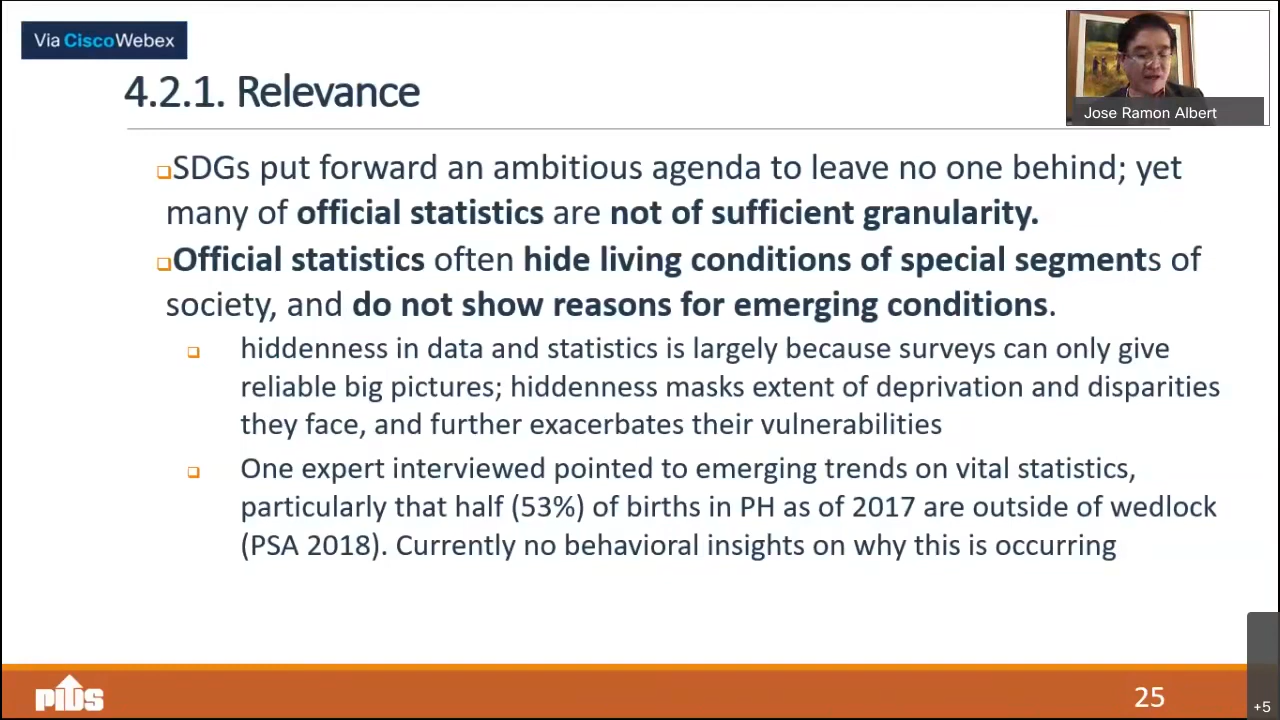 Via CiscoWebex
4.2.1. Relevance
Jose Ramon Albert
SDGs put forward an ambitious agenda to leave no one behind; yet
many of official statistics are not of sufficient granularity.
Official statistics often hide living conditions of special segments of
society, and do not show reasons for emerging conditions.
hiddenness in data and statistics is largely because surveys can only give
reliable big pictures; hiddenness masks extent of deprivation and disparities
they face, and further exacerbates their vulnerabilities
One expert interviewed pointed to emerging trends on vital statistics,
particularly that half (53%) of births in PH as of 2017 are outside of wedlock
(PSA 2018). Currently no behavioral insights on why this is occurring
PIDS
25
+5